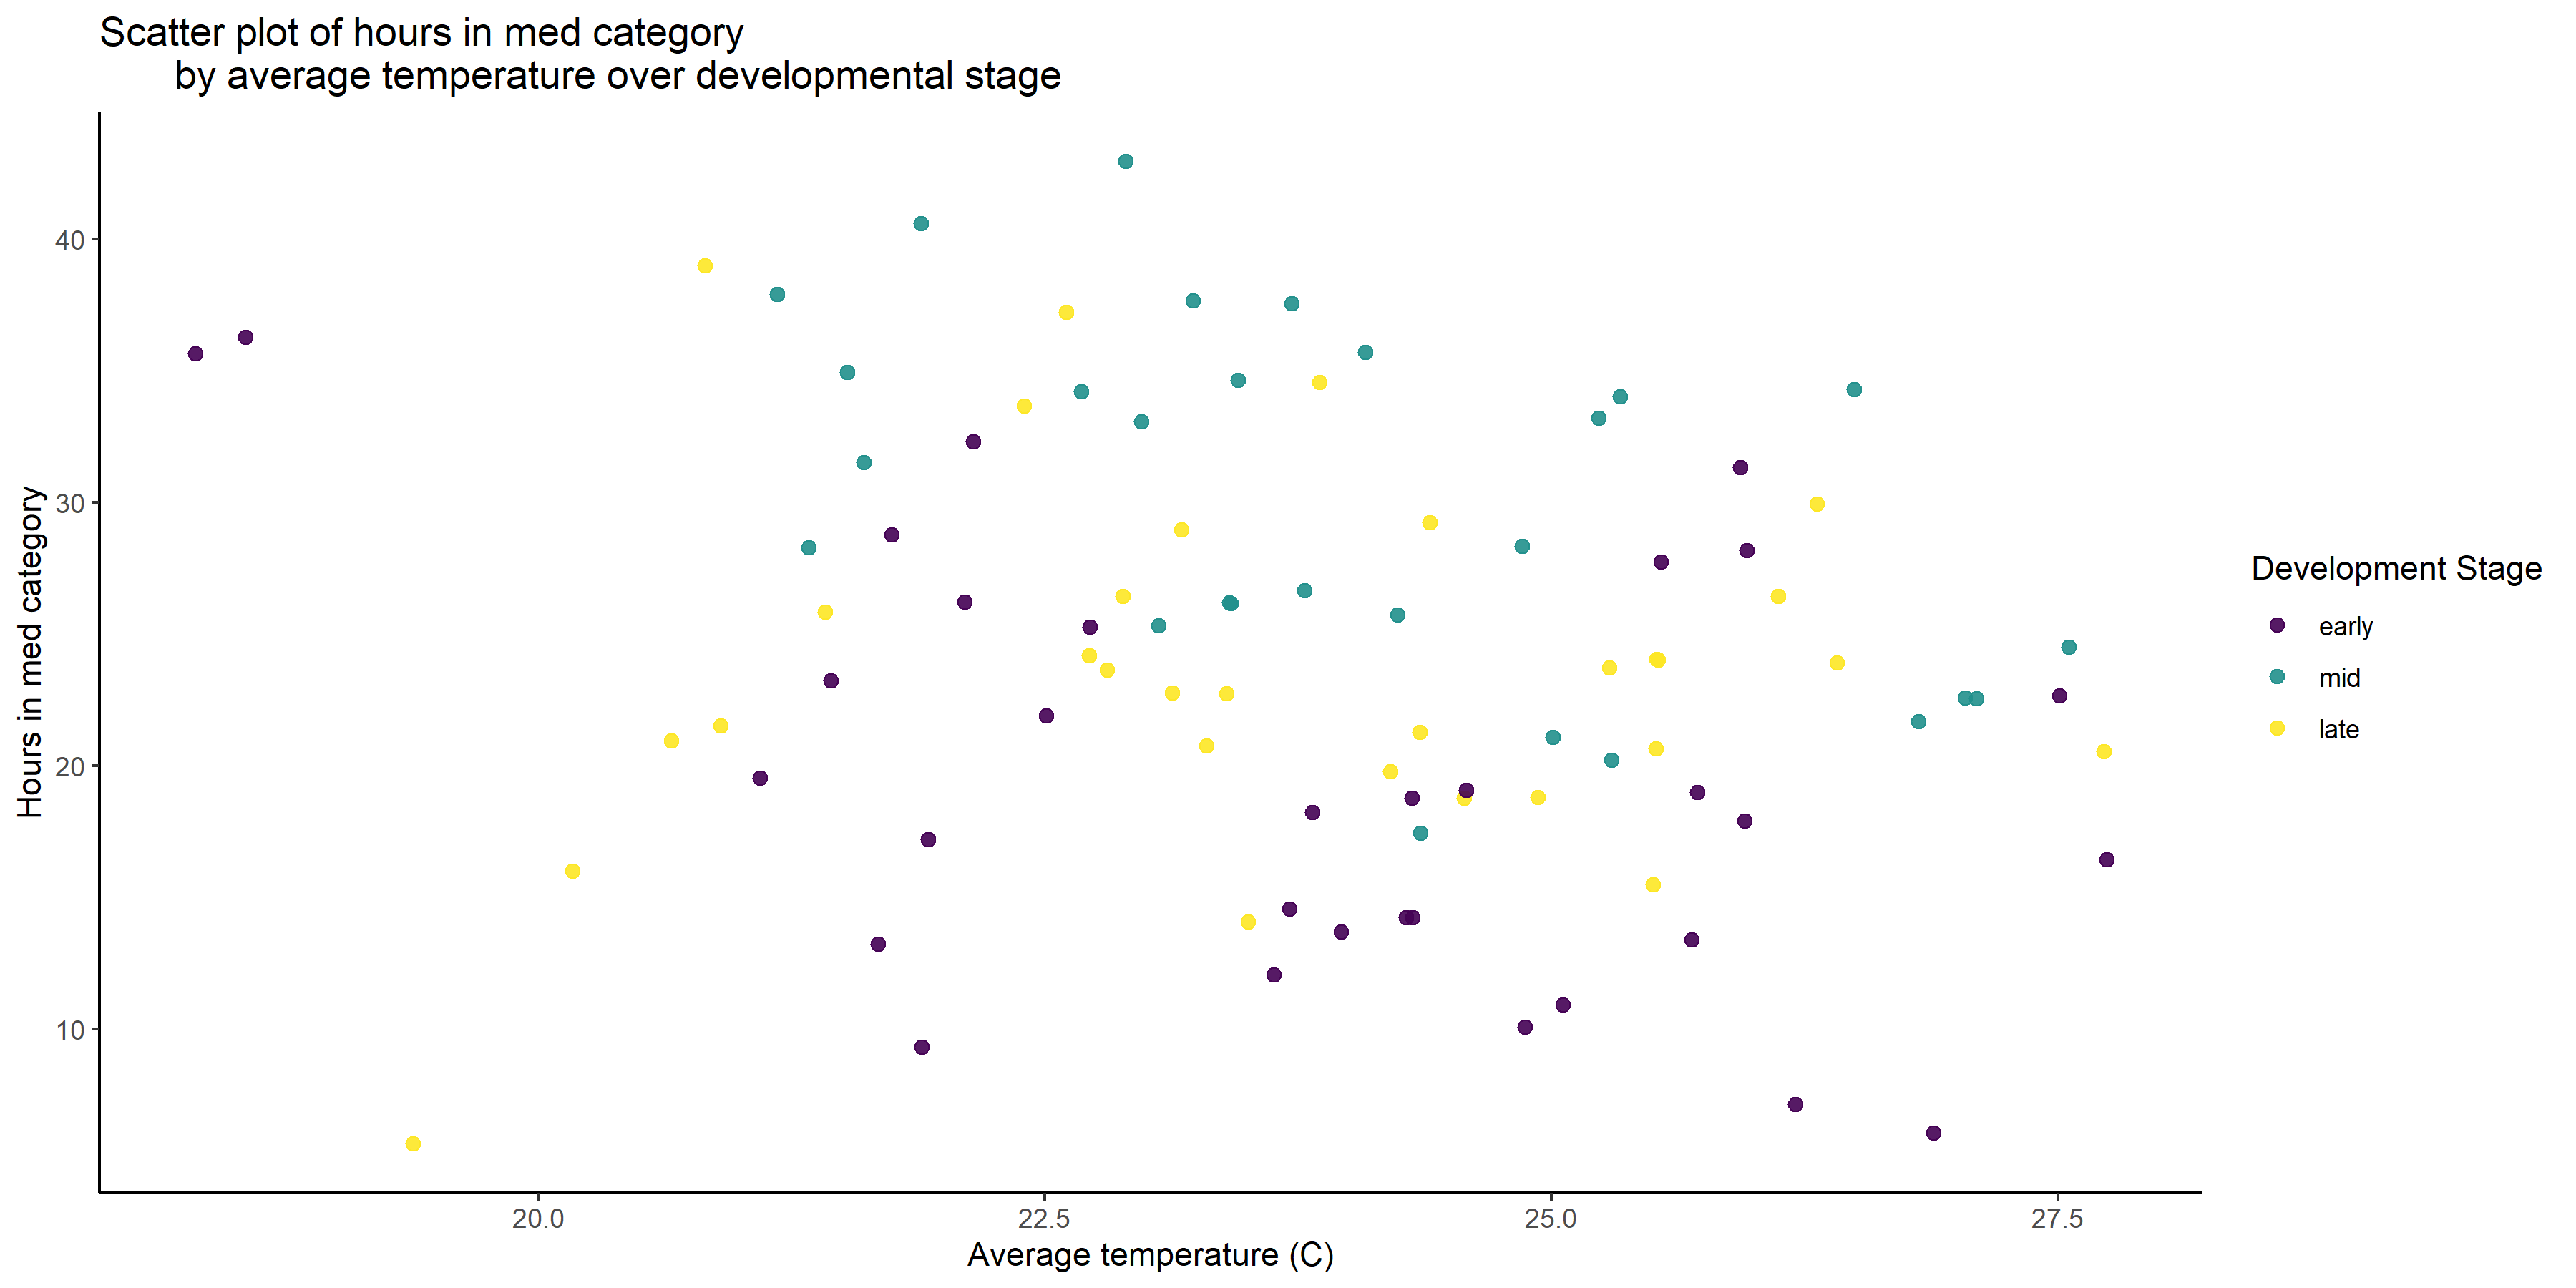 Scatter plot of hours in med category
by average temperature over developmental stage
Hours in med category
40
30
20
10
20.0
22.5
25.0
27.5
Average temperature (C)
Development Stage
early
mid
late